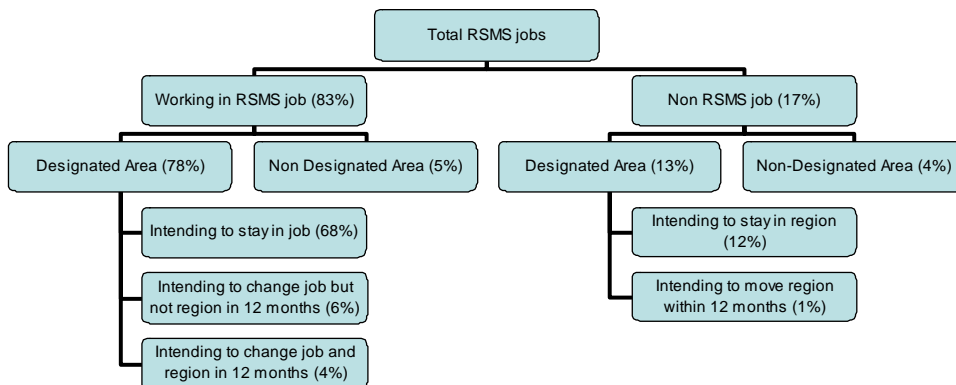 Total RSMS jobs
Working in RSMS job (83%)
Non RSMS job (17%)
Designated Area (78%)
Non Designated Area (5%)
Designated Area (13%)
Non-Designated Area (4%)
Intending to stay in job (68%)
Intending to stay in region
(12%)
Intending to change job but
not region in 12 months (6%)
Intending to move region
within 12 months (1%)
Intending to change job and
region in 12 months (4%)